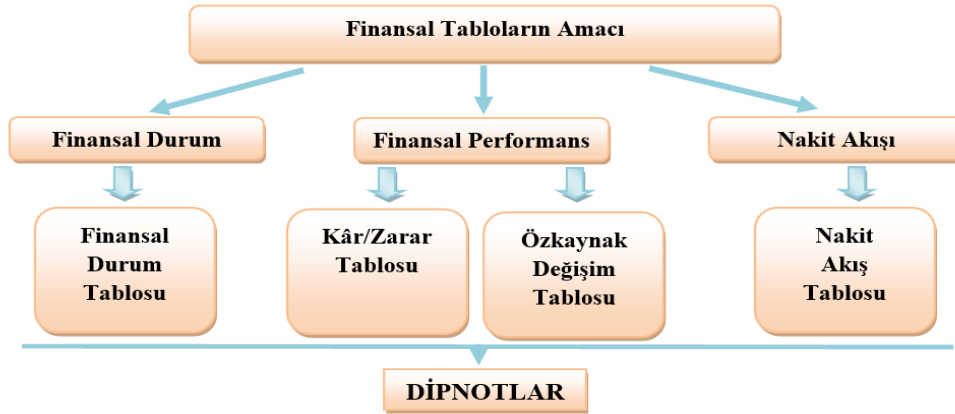 Finansal Tabloların Amacı
Finansal Durum
Finansal Performans
Nakit Akışı
Finansal
Durum
Tablosu
Kâr/Zarar
Tablosu
Özkaynak
Değişim
Tablosu
Nakit
Akış
Tablosu
DİPNOTLAR